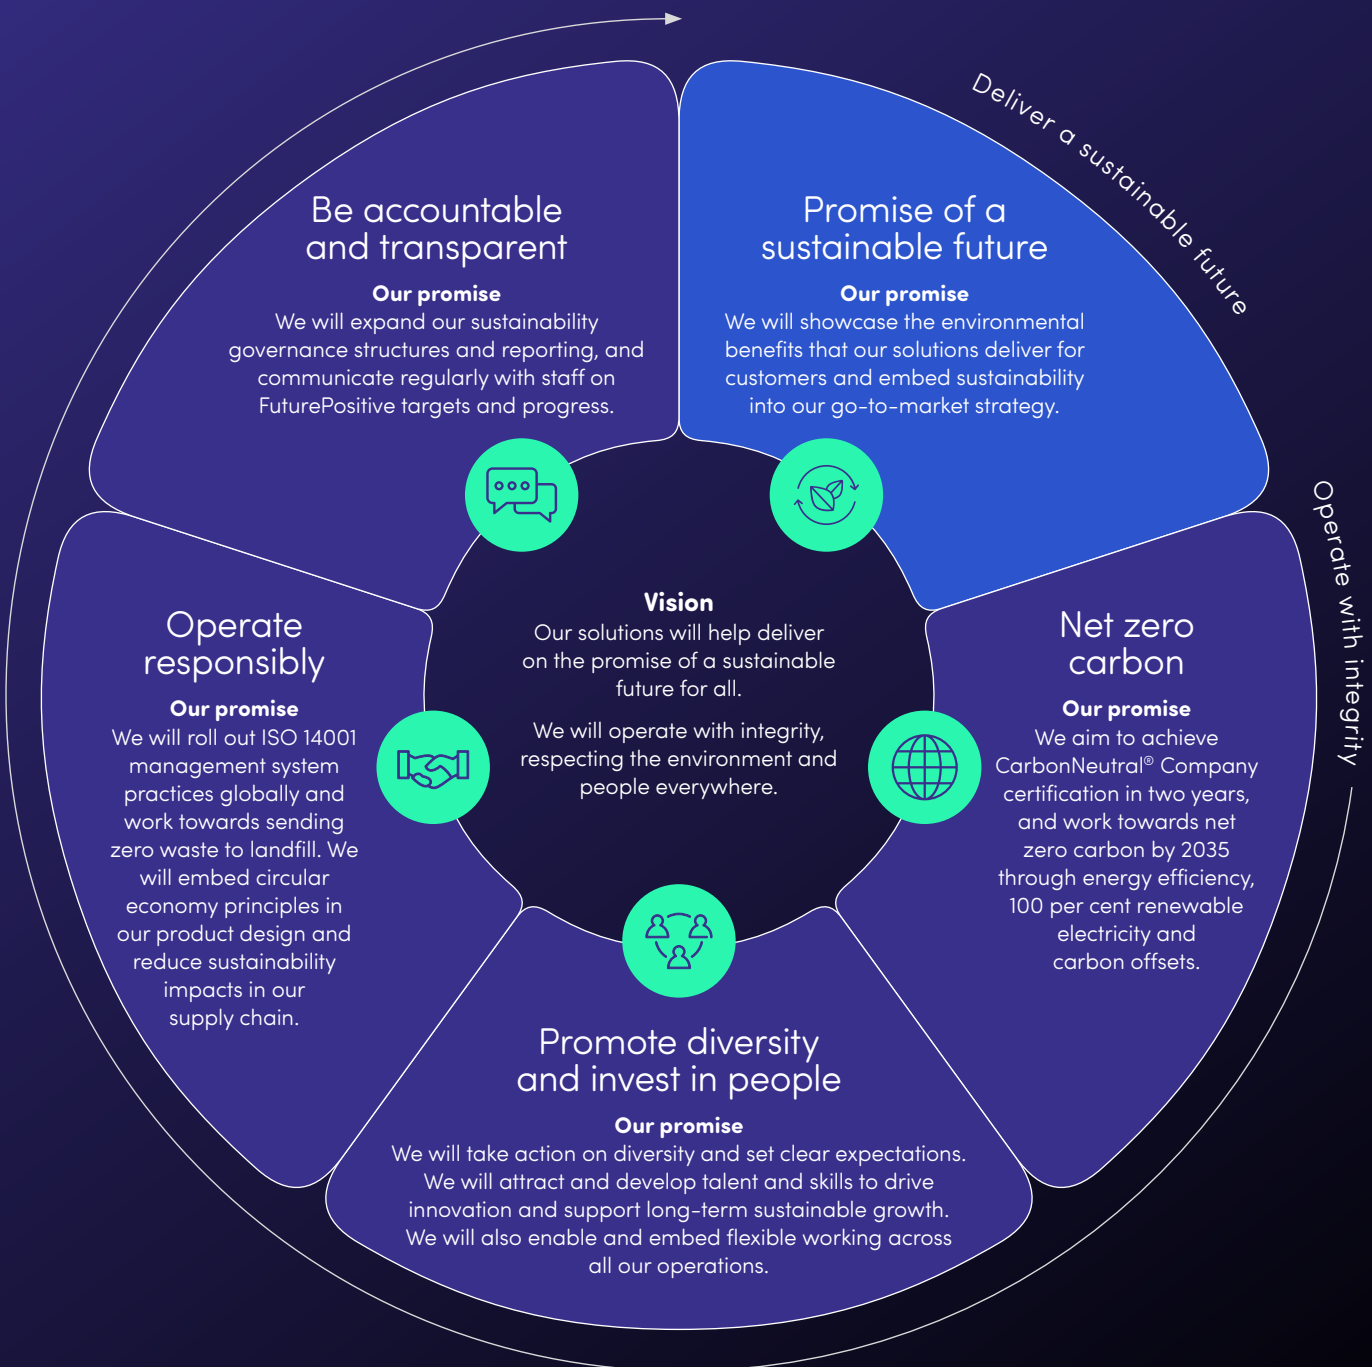 Deliver a sustainable future
Operate with integrity
Be accountable
and transparent
Our promise
We will expand our sustainability
governance structures and reporting, and
communicate regularly with staff on
FuturePositive targets and progress.
Promise of a
sustainable future
Our promise
We will showcase the environmental
benefits that our solutions deliver for
customers and embed sustainability
into our go-to-market strategy.
Operate
responsibly
Our promise
We will roll out ISO 14001
management system
practices globally and
work towards sending
zero waste to landfill. We
will embed circular
economy principles in
our product design and
reduce sustainability
impacts in our
supply chain.
Vision
Our solutions will help deliver
on the promise of a sustainable
future for all.
We will operate with integrity,
respecting the environment and
people everywhere.
Net zero
carbon
Our promise
We aim to achieve
CarbonNeutral® Company
certification in two years,
and work towards net
zero carbon by 2035
through energy efficiency,
100 per cent renewable
electricity and
carbon offsets.
Promote diversity
and invest in people
Our promise
We will take action on diversity and set clear expectations.
We will attract and develop talent and skills to drive
innovation and support long-term sustainable growth.
We will also enable and embed flexible working across
all our operations.